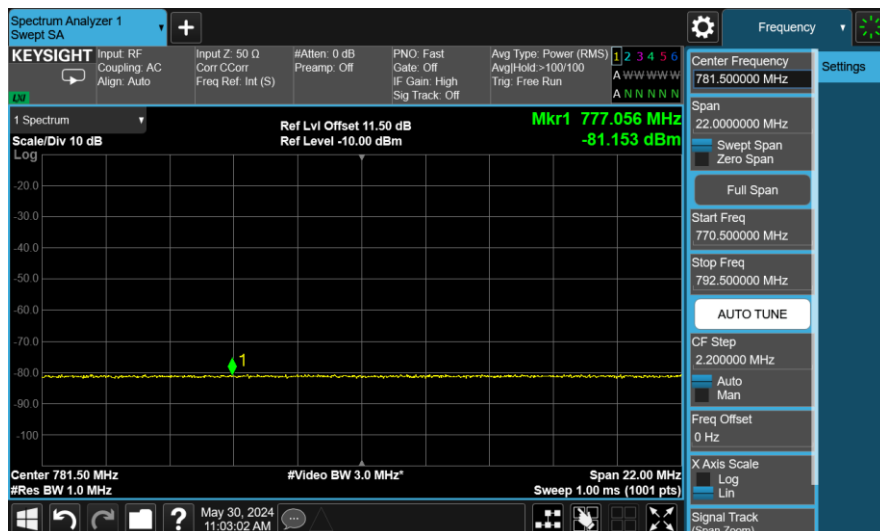 Spectrum Analyzer 1
Swept SA
+
Frequency
KEYSIGHT
Input: RF
Coupling: AC
Align: Auto
LXI
Input Z: 50 Ω
Corr CCorr
Freq Ref: Int (S)
#Atten: 0 dB
Preamp: Off
PNO: Fast
Gate: Off
IF Gain: High
Sig Track: Off
Avg Type: Power (RMS)
Avg|Hold:>100/100
Trig: Free Run
1 2 3 4 5 6
A W W W W W
A N N N N N
1 Spectrum
Scale/Div 10 dB
Log
Ref Lvl Offset 11.50 dB
Ref Level -10.00 dBm
Mkr1 777.056 MHz
-81.153 dBm
-20.0
-30.0
-40.0
-50.0
-60.0
-70.0
-80.0
-90.0
-100
1
Center 781.50 MHz
#Res BW 1.0 MHz
#Video BW 3.0 MHz*
Span 22.00 MHz
Sweep 1.00 ms (1001 pts)
?
May 30, 2024
11:03:02 AM
Center Frequency
781.500000 MHz
Span
22.0000000 MHz
Swept Span
Zero Span
Full Span
Start Freq
770.500000 MHz
Stop Freq
792.500000 MHz
AUTO TUNE
CF Step
2.200000 MHz
Auto
Man
Freq Offset
0 Hz
X Axis Scale
Log
Lin
Signal Track
(Span Zoom)
Settings